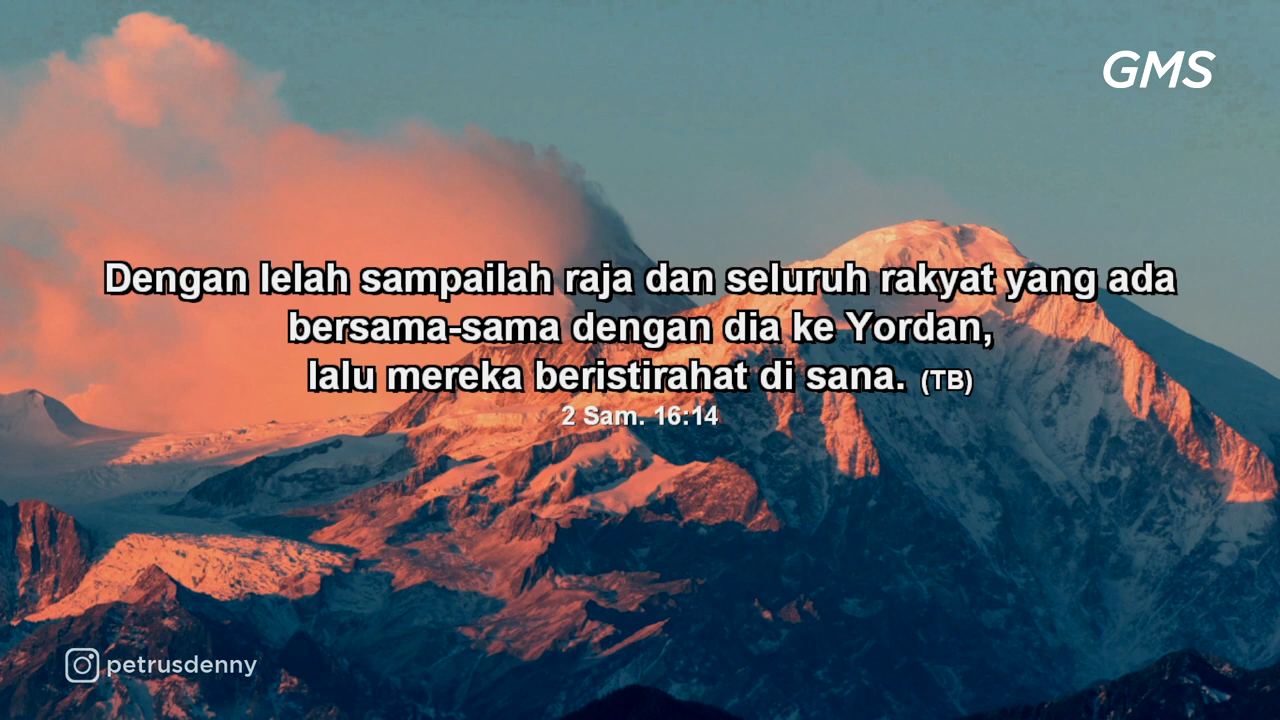 GMS
Dengan lelah sampailah raja dan seluruh rakyat yang ada
bersama-sama dengan dia ke Yordan,
lalu mereka beristirahat di sana. (TB)
2 Sam. 16:14
petrusdenny